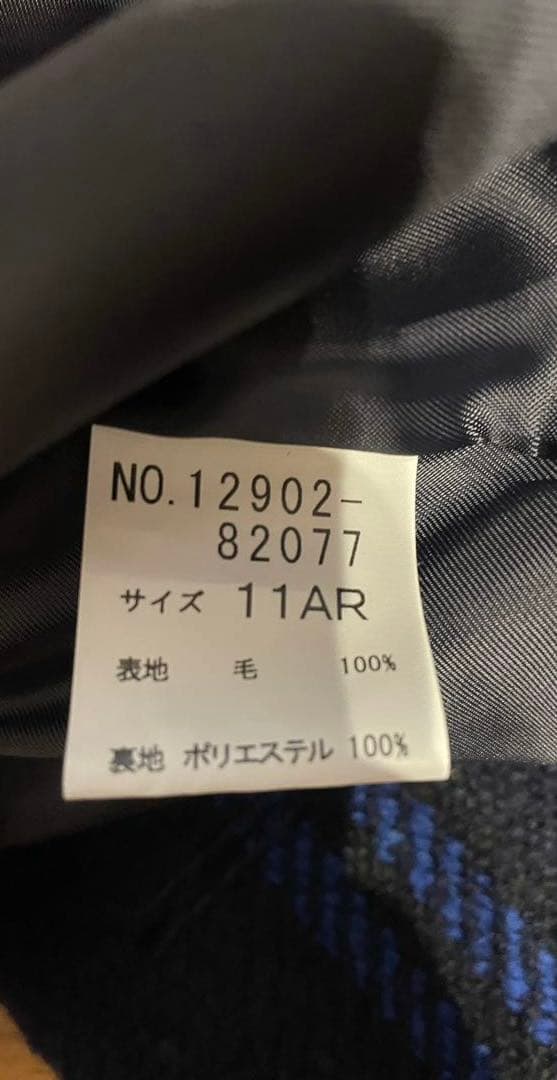 NO.12902-
82077
サイズ 11AR
表地 毛 100%
裏地 ポリエステル 100%